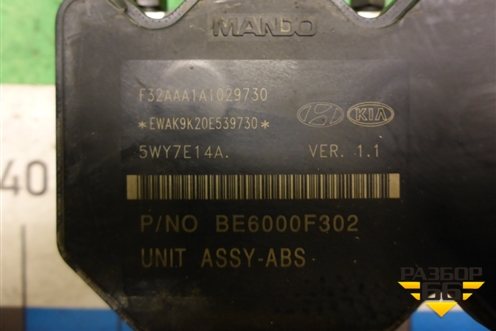 MANDO
F32AAA1A1029730
*EWAK9K20E539730*
KIA
5WY7E14A. VER. 1.1
P/NO BE6000F302
UNIT ASSY-ABS
40
РАЗБОР
66